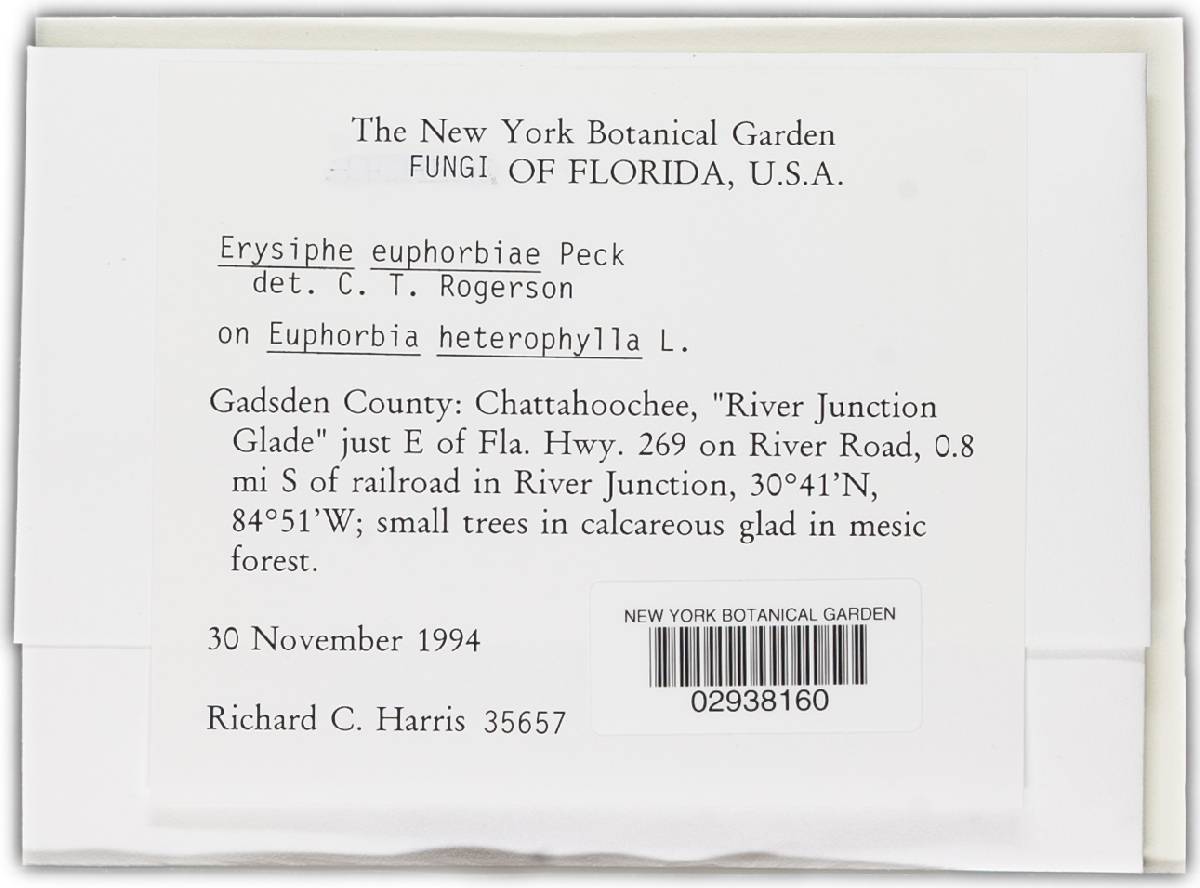 The New York Botanical Garden
FUNGI OF FLORIDA, U.S.A.
Erysiphe euphorbiae Peck
det. C. T. Rogerson
on Euphorbia heterophylla L.
Gadsden County: Chattahoochee, "River Junction
Glade" just E of Fla. Hwy. 269 on River Road, 0.8
mi S of railroad in River Junction, 30°41'N,
84°51'W; small trees in calcareous glad in mesic
forest.
30 November 1994
Richard C. Harris 35657
NEW YORK BOTANICAL GARDEN
02938160